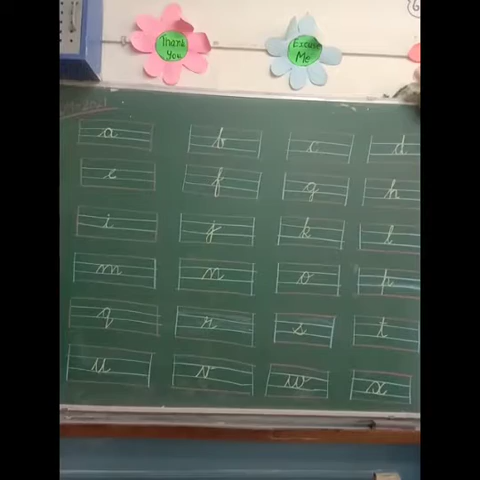 Thank You
Excuse Me
a b c d
e f g h
i j k l
m n o p
q r s t
u v w x